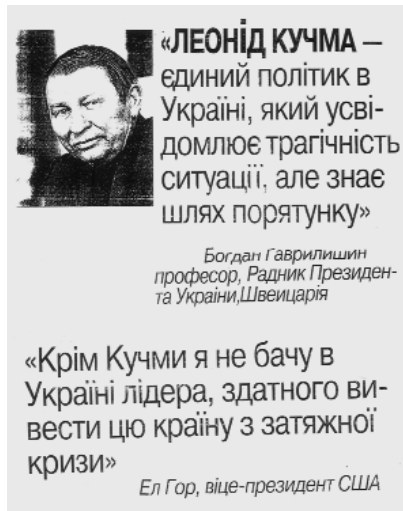 «ЛЕОНІД КУЧМА –
єдиний політик в
Україні, який усві-
домлює трагічність
ситуації, але знає
шлях порятунку»
Богдан Гаврилишин
професор, Радник Президен-
та України,Швейцарія
«Крім Кучми я не бачу в
Україні лідера, здатного ви-
вести цю країну з затяжної
кризи»
Ел Гор, віце-президент США